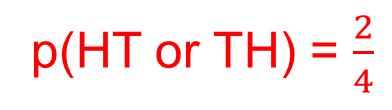 p(HT or TH) = 2/4